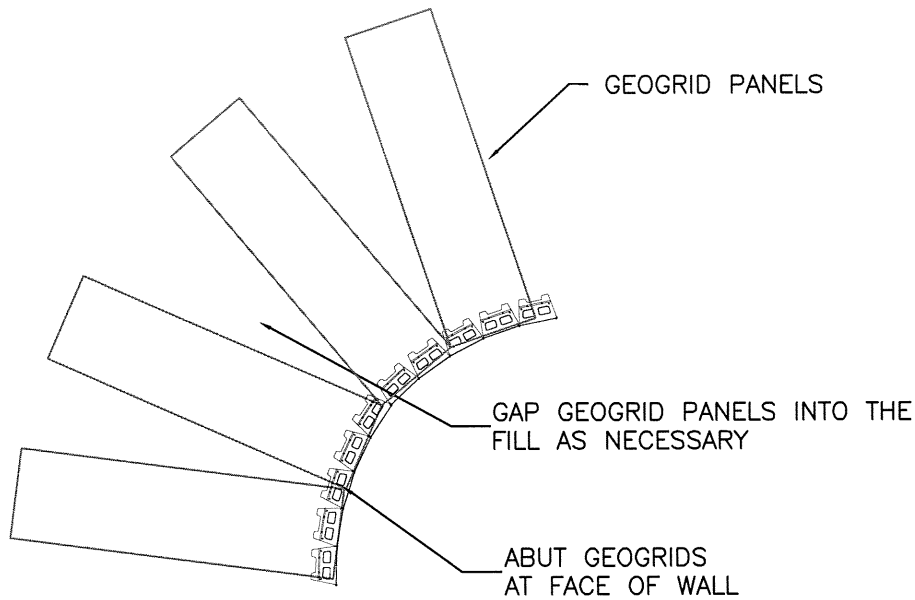 GEOGRID PANELS
GAP GEOGRID PANELS INTO THE
FILL AS NECESSARY
ABUT GEOGRIDS
AT FACE OF WALL